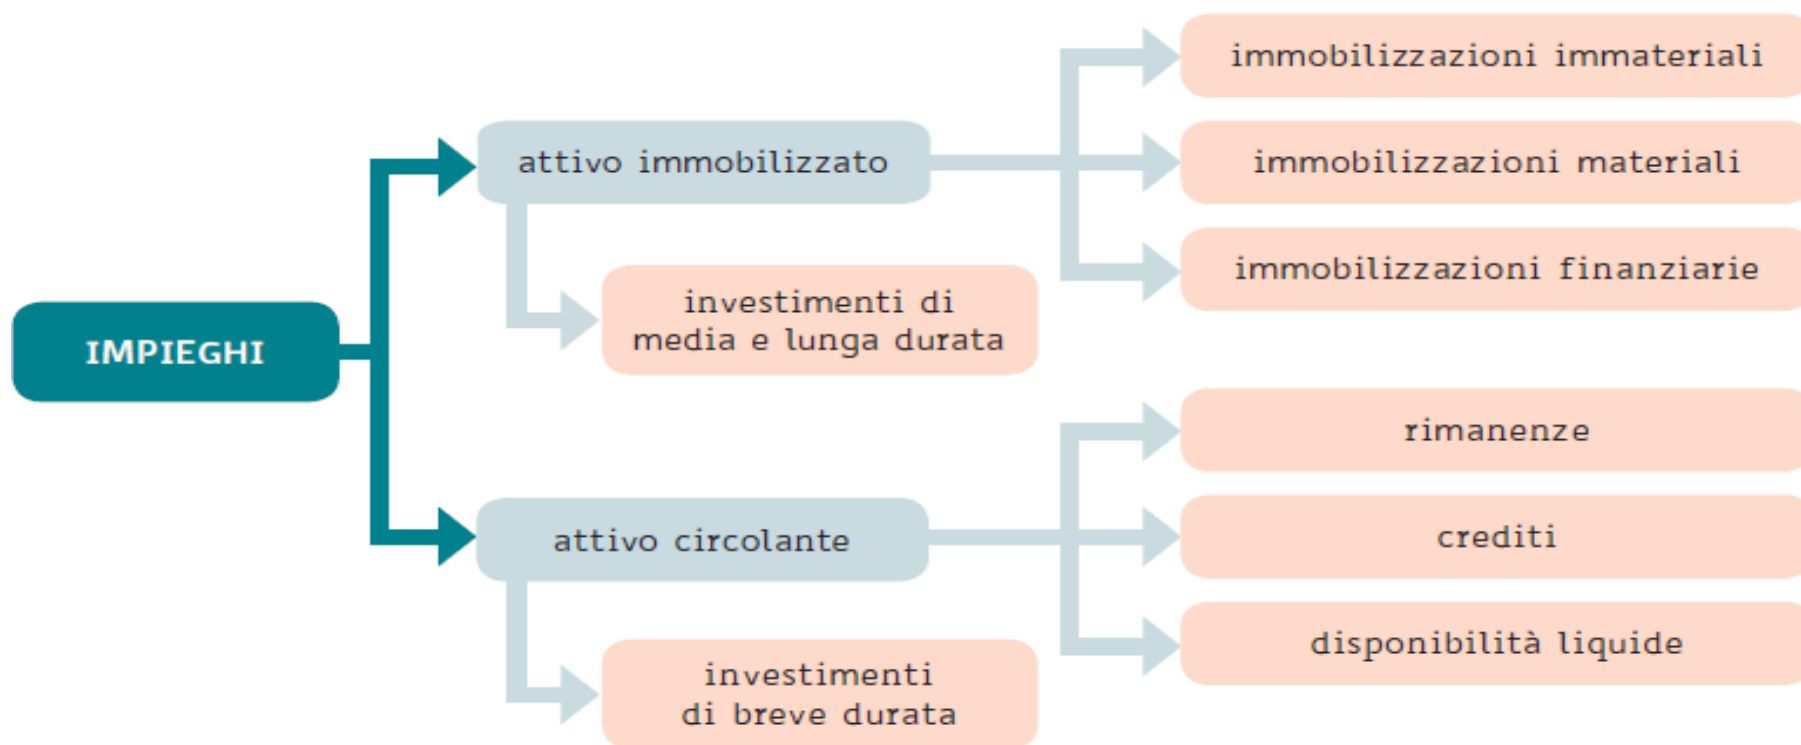 IMPIEGHI
attivo immobilizzato
investimenti di
media e lunga durata
immobilizzazioni immateriali
immobilizzazioni materiali
immobilizzazioni finanziarie
attivo circolante
investimenti
di breve durata
rimanenze
crediti
disponibilità liquide